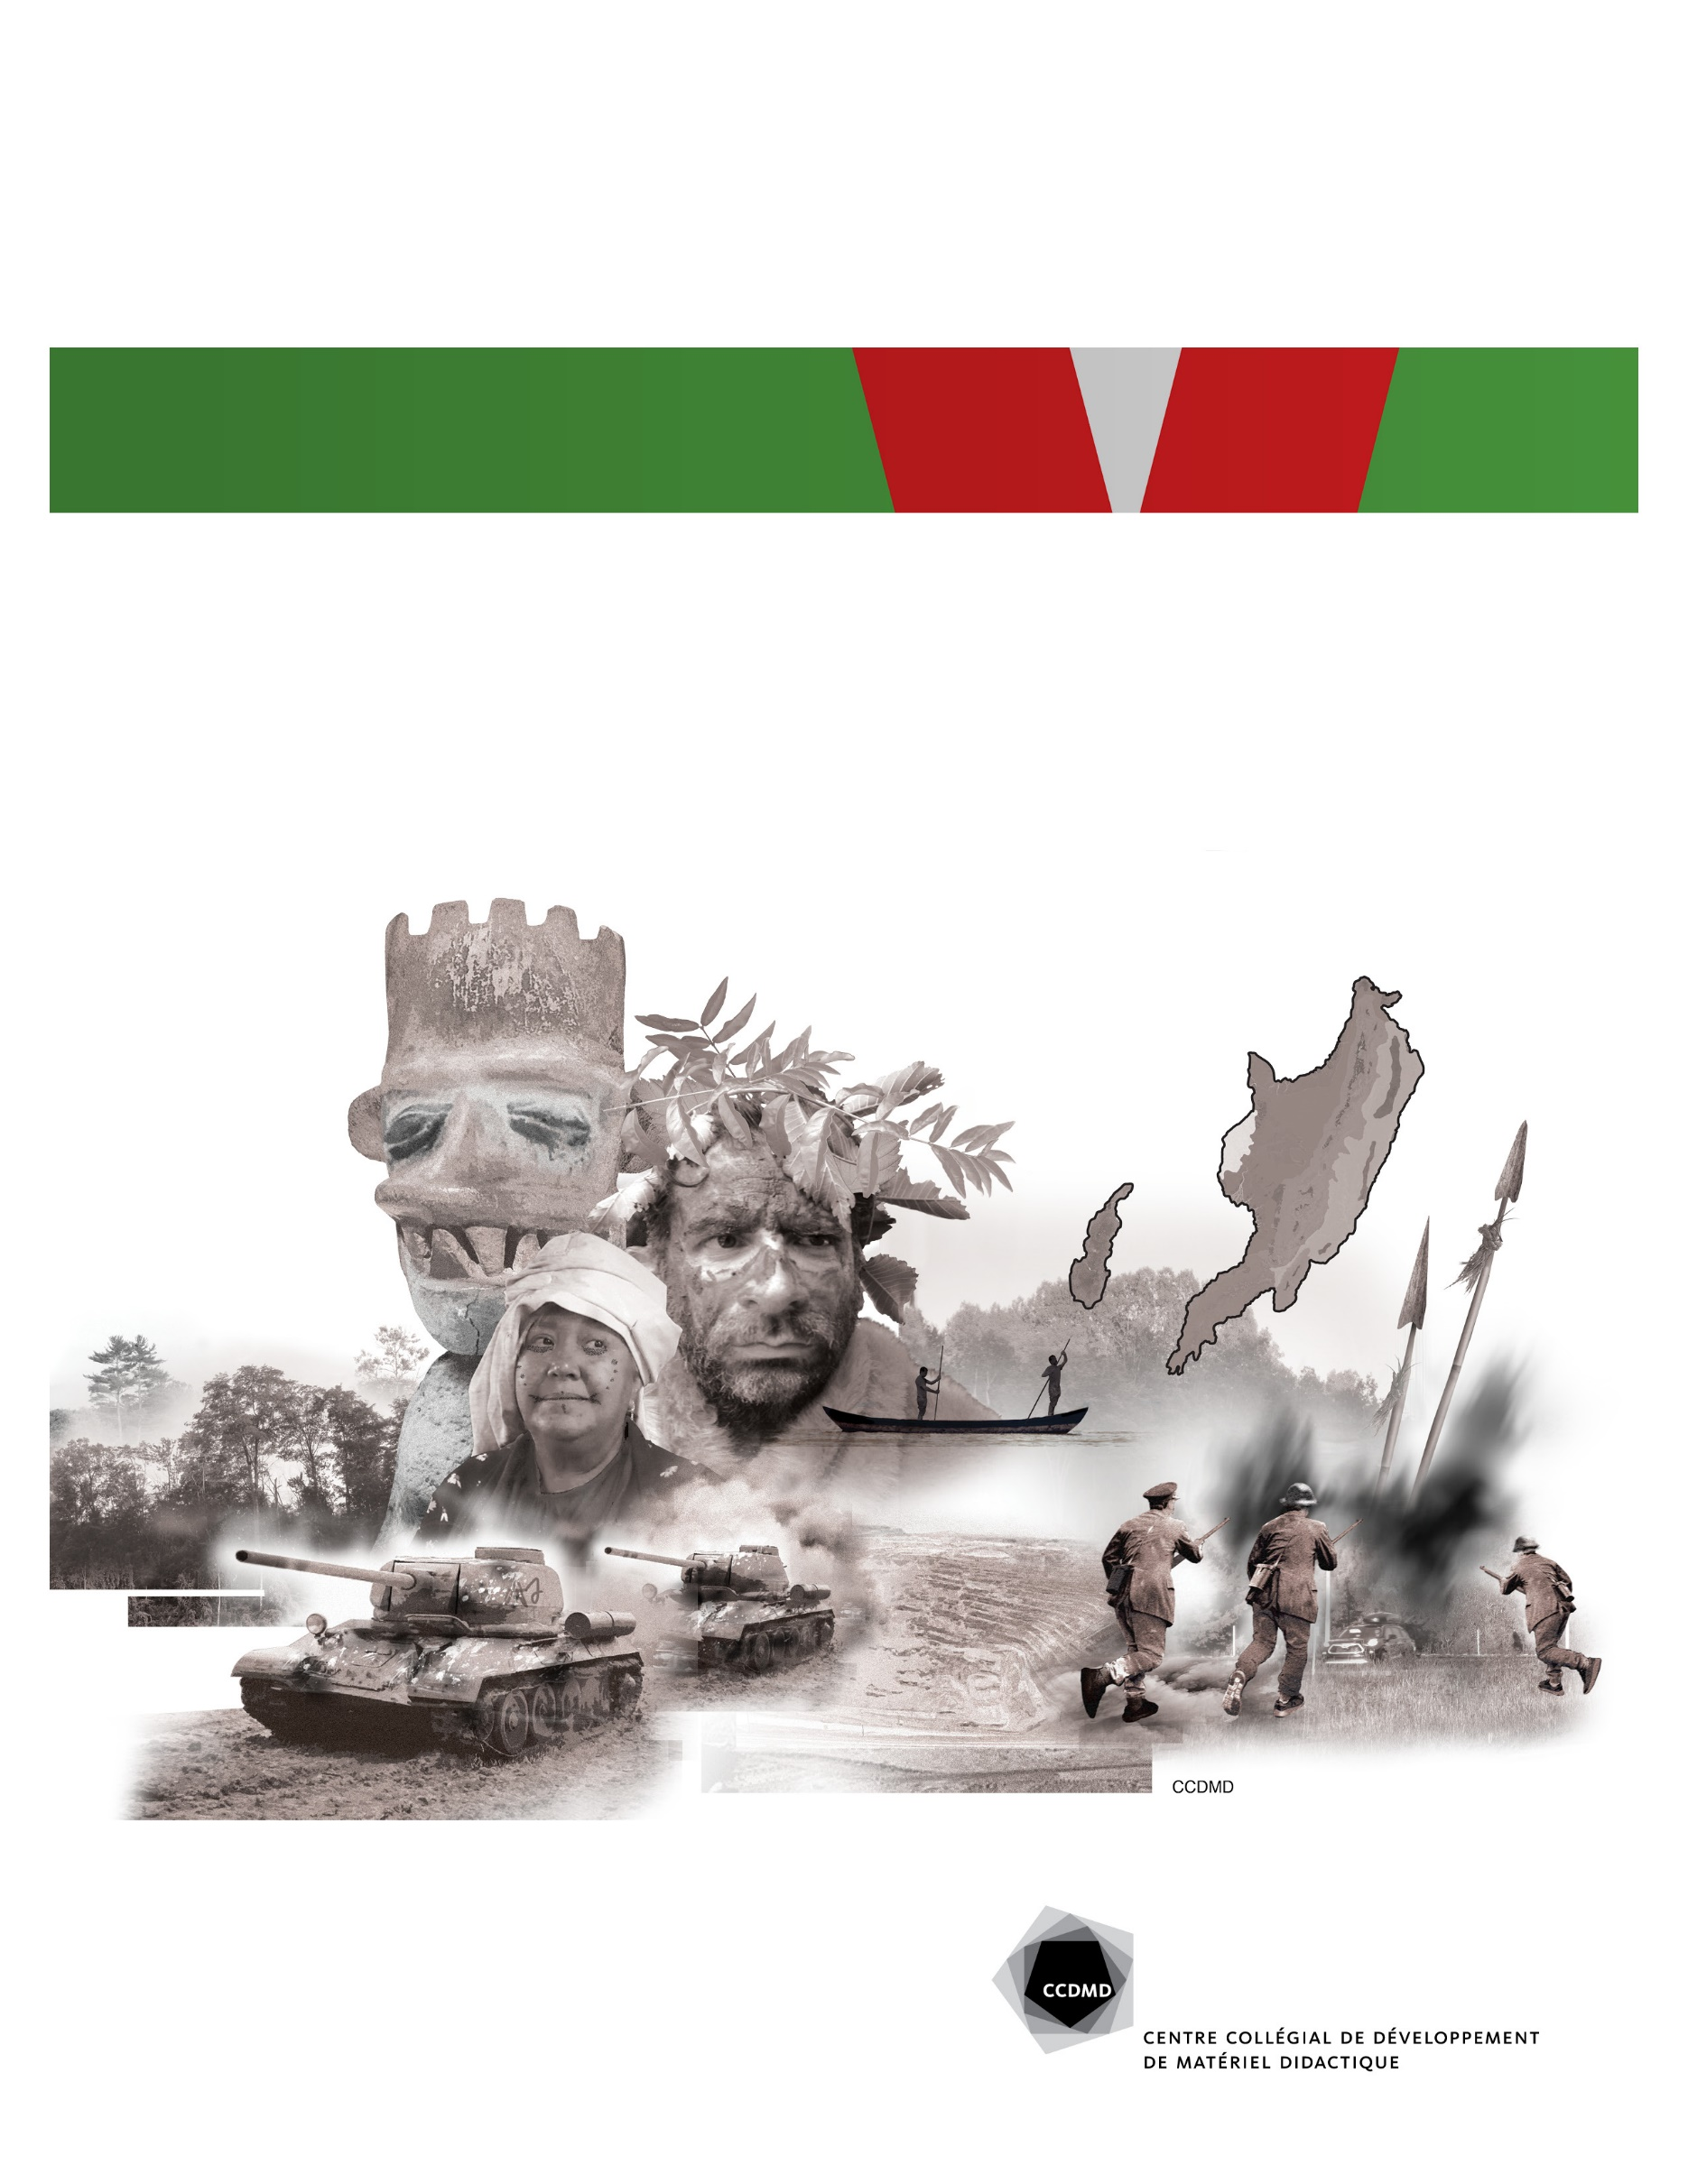 CCDMD
CCDMD
CENTRE COLLÉGIAL DE DÉVELOPPEMENT
DE MATÉRIEL DIDACTIQUE